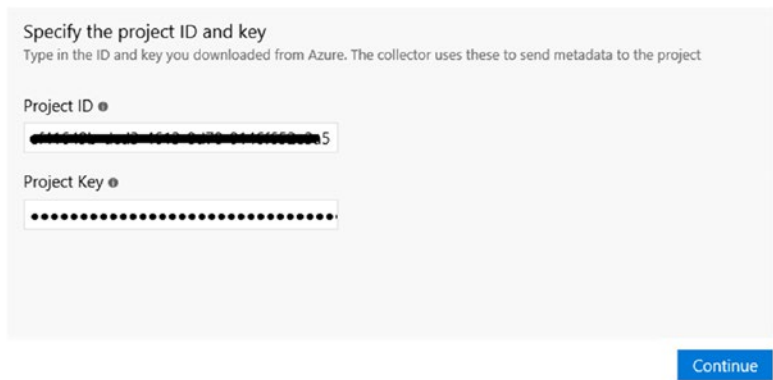 Specify the project ID and key
Type in the ID and key you downloaded from Azure. The collector uses these to send metadata to the project
Project ID
Project Key
Continue